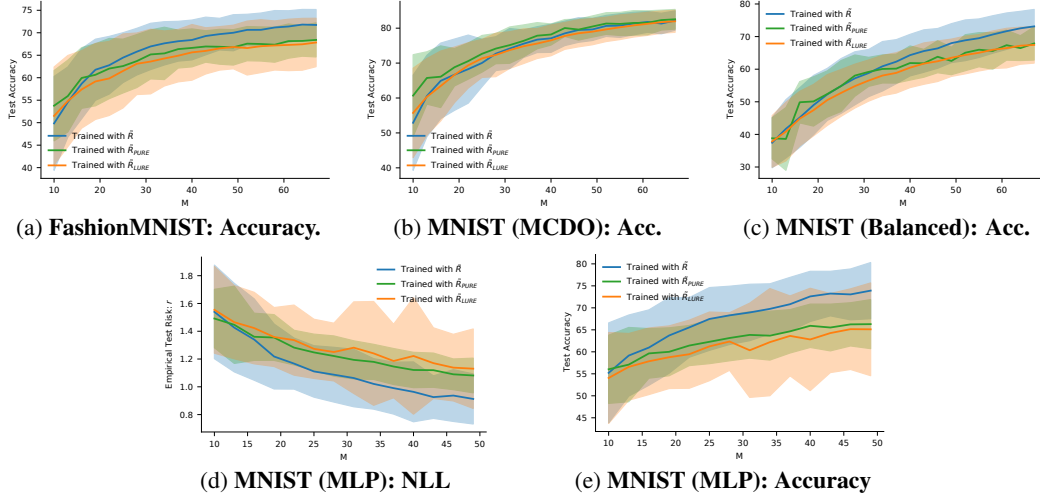 75
70
65
60
55
50
45
40
Test Accuracy
Trained with R̃
Trained with R̃PURE
Trained with R̃LURE
10 20 30 40 50 60
M
80
70
60
50
40
Test Accuracy
Trained with R̃
Trained with R̃PURE
Trained with R̃LURE
10 20 30 40 50 60
M
80
70
60
50
40
30
Test Accuracy
Trained with R̃
Trained with R̃PURE
Trained with R̃LURE
10 20 30 40 50 60
M
(a) FashionMNIST: Accuracy.
(b) MNIST (MCDO): Acc.
(c) MNIST (Balanced): Acc.
1.8
1.6
1.4
1.2
1.0
0.8
Empirical Test Risk: r
Trained with R̃
Trained with R̃PURE
Trained with R̃LURE
10 15 20 25 30 35 40 45 50
M
80
75
70
65
60
55
50
45
Test Accuracy
Trained with R̃
Trained with R̃PURE
Trained with R̃LURE
10 15 20 25 30 35 40 45 50
M
(d) MNIST (MLP): NLL
(e) MNIST (MLP): Accuracy